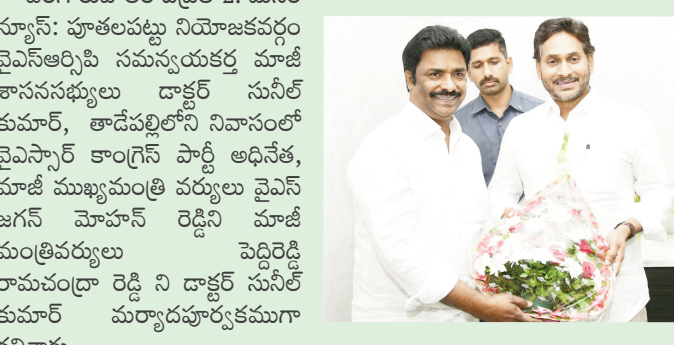 న్యూస్: పూతలపట్టు నియోజకవర్గం
వైఎస్ఆర్సిపి సమన్వయకర్త మాజీ
శాసనసభ్యులు డాక్టర్ సునీల్
కుమార్, తాడేపల్లిలోని నివాసంలో
వైఎస్సార్ కాంగ్రెస్ పార్టీ అధినేత,
మాజీ ముఖ్యమంత్రి వర్యులు వైఎస్
జగన్ మోహన్ రెడ్డిని మాజీ
మంత్రివర్యులు పెద్దిరెడ్డి
రామచంద్రా రెడ్డి ని డాక్టర్ సునీల్
కుమార్ మర్యాదపూర్వకముగా